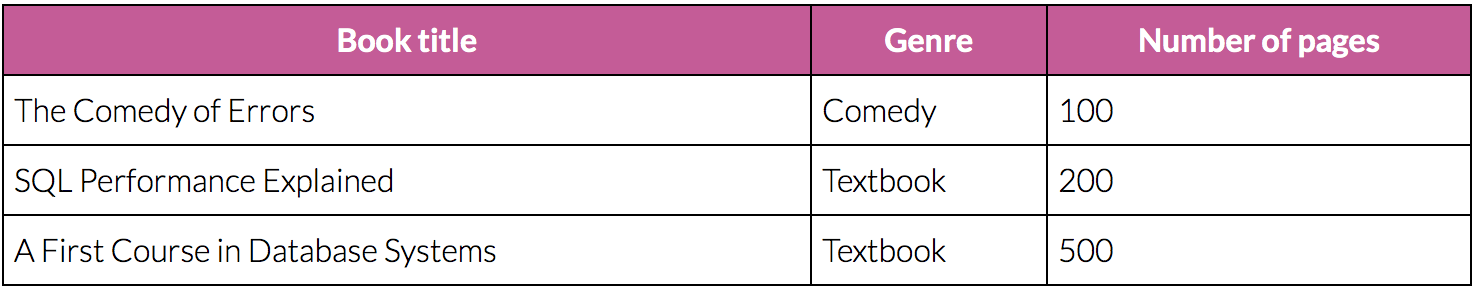 Book title Genre Number of pages
The Comedy of Errors Comedy 100
SQL Performance Explained Textbook 200
A First Course in Database Systems Textbook 500